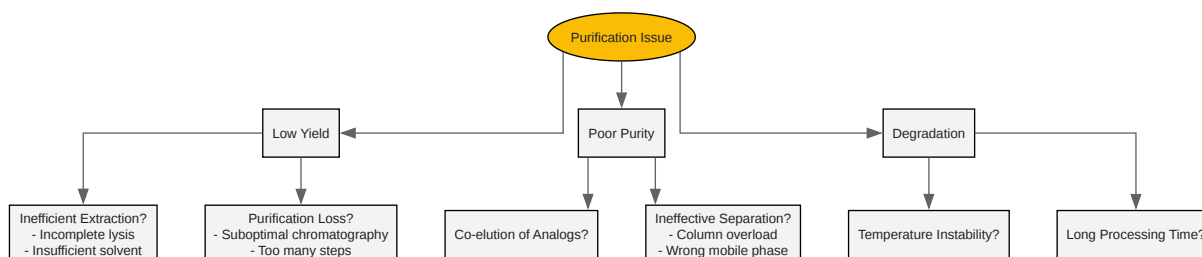 Purification Issue
Low Yield
Poor Purity
Degradation
Inefficient Extraction?
- Incomplete lysis
- Insufficient solvent
Purification Loss?
- Suboptimal chromatography
- Too many steps
Co-elution of Analogs?
Ineffective Separation?
- Column overload
- Wrong mobile phase
Temperature Instability?
Long Processing Time?